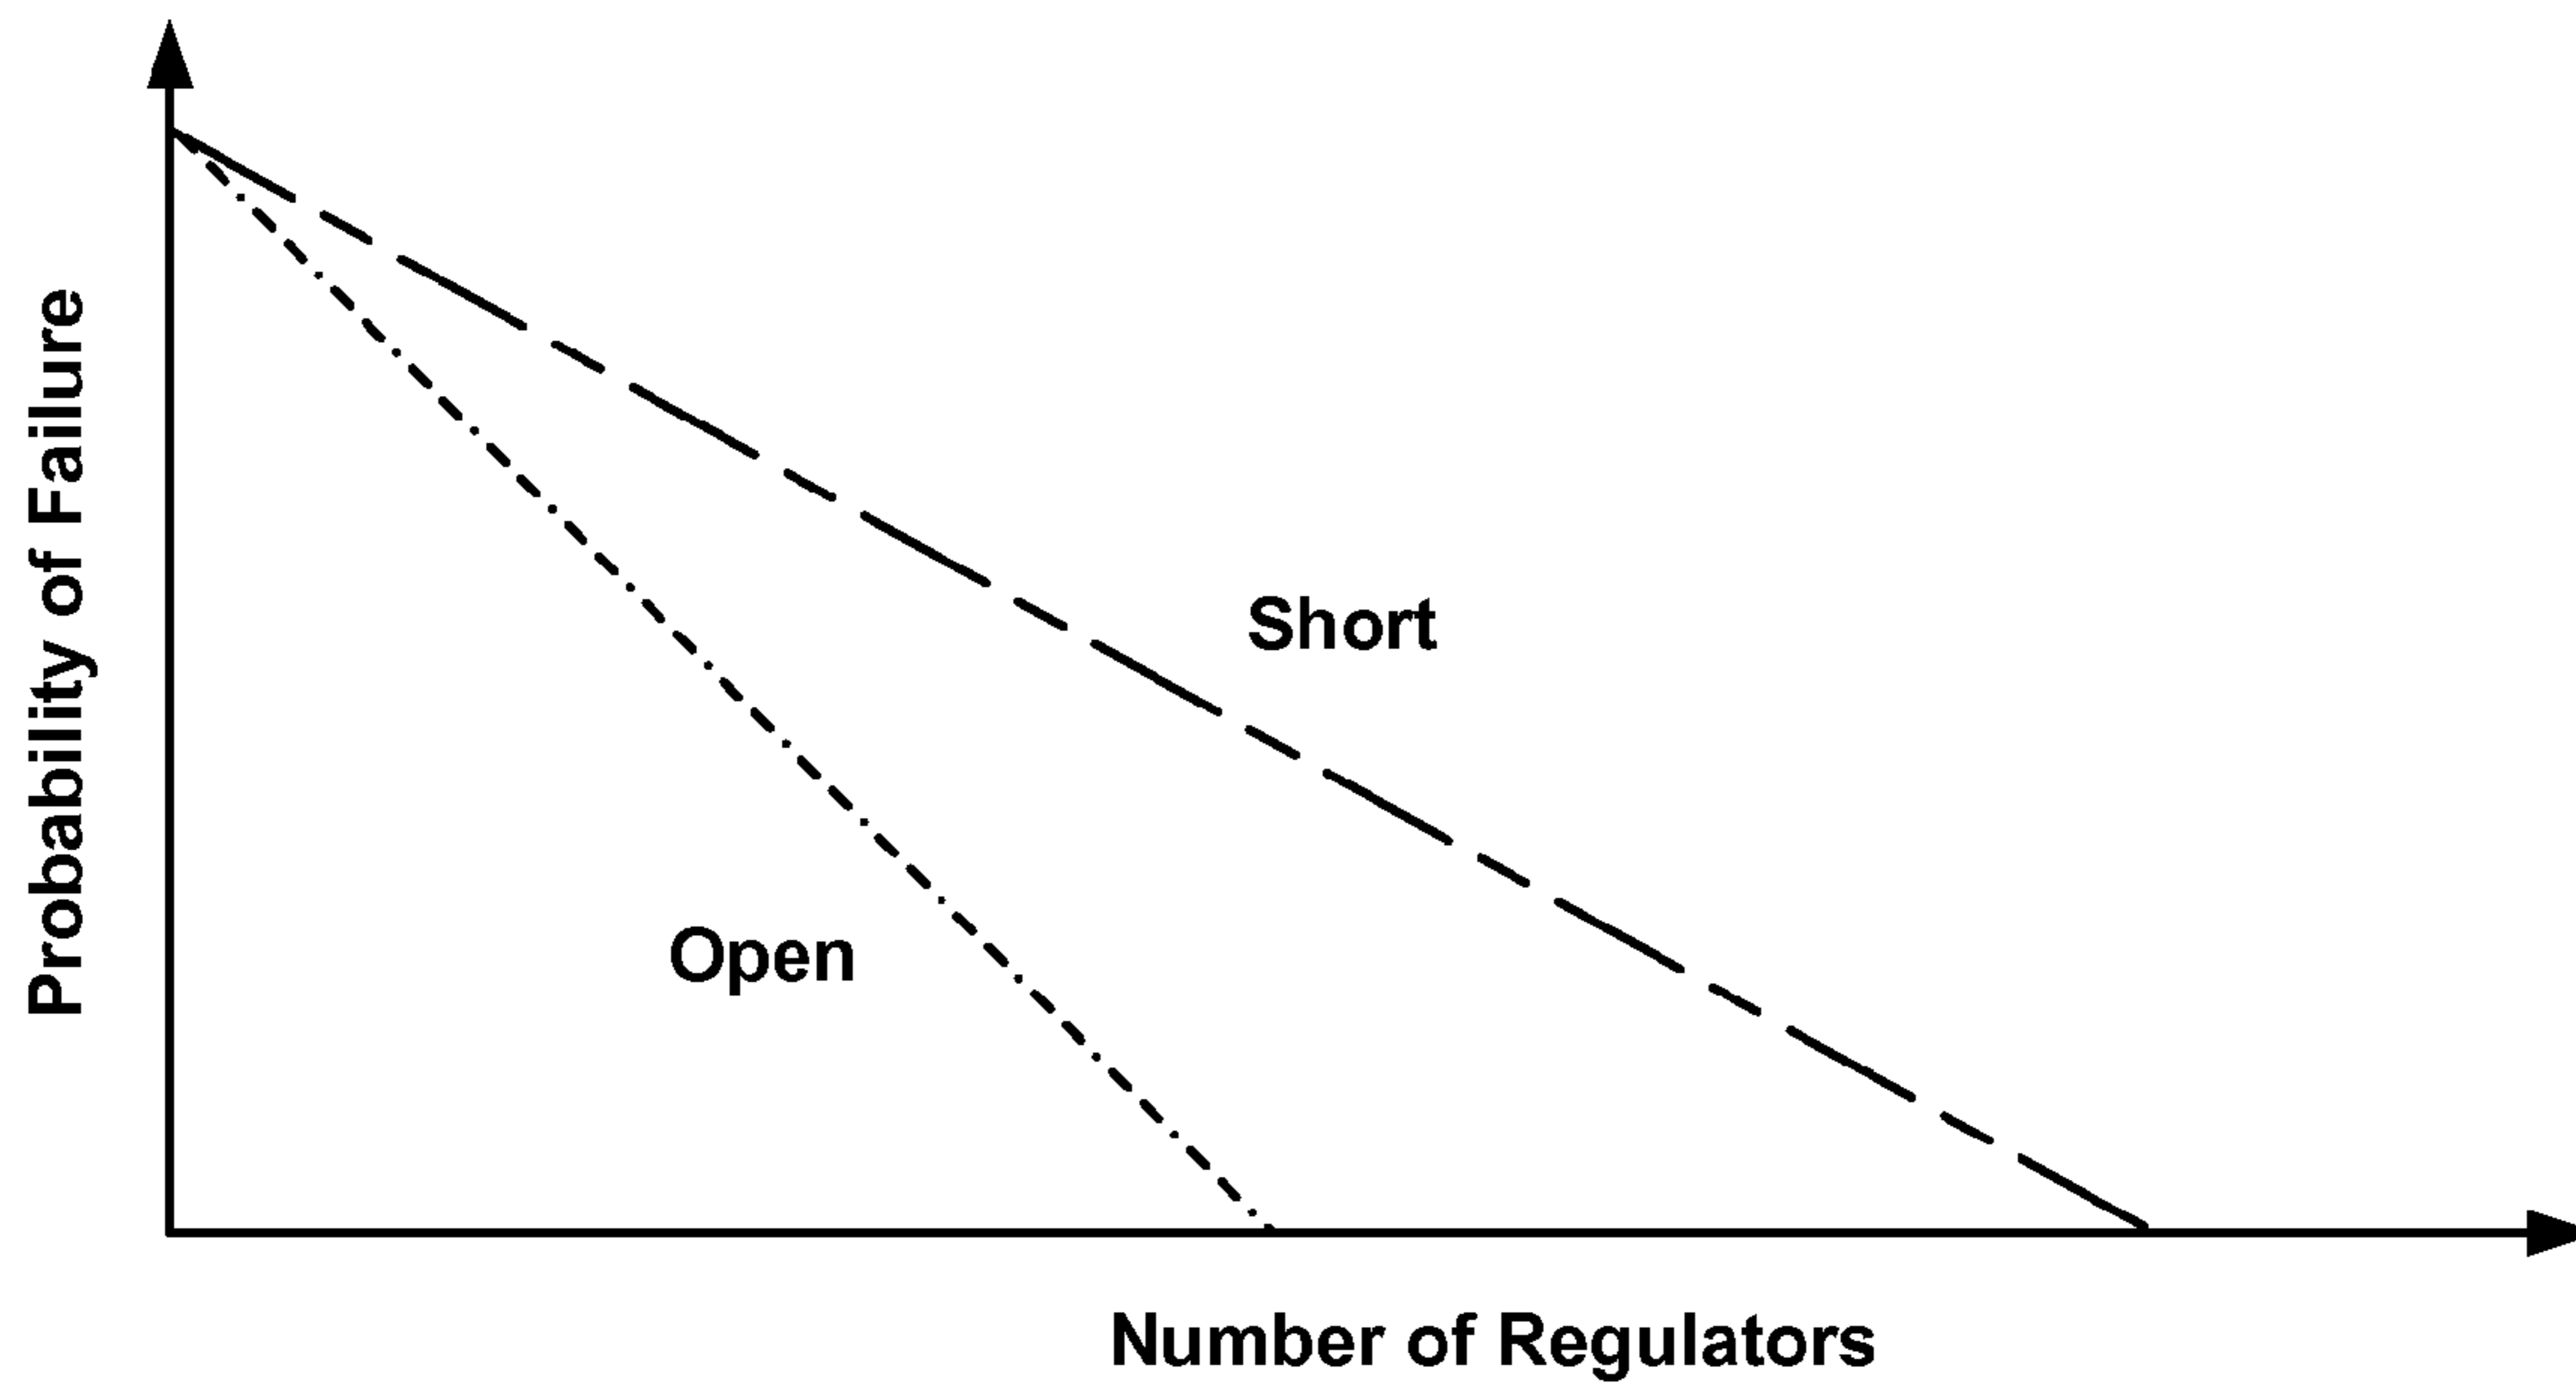 Probability of Failure
Short
Open
Number of Regulators